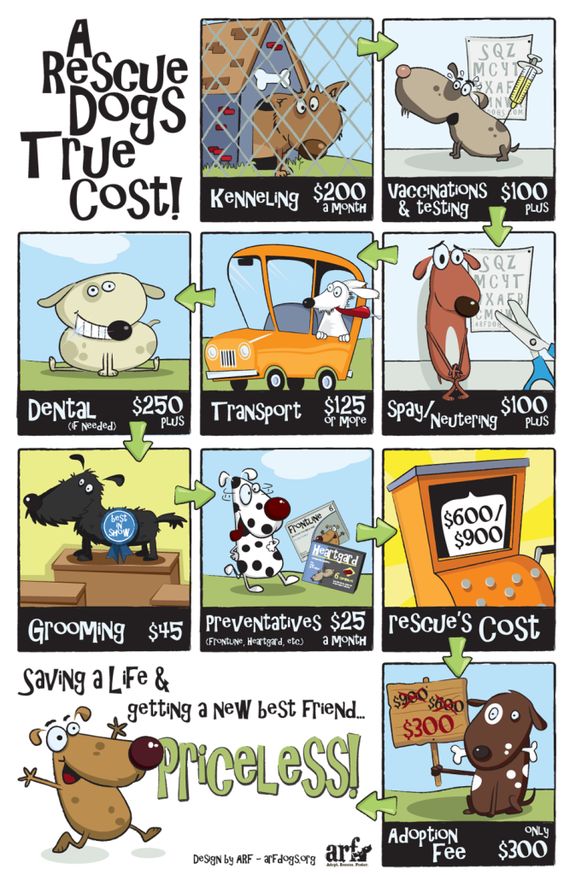 A
Rescue
Dogs
True
Cost!
Kenneling $200
a month
SQZ
MCYT
Vaccinations $100
& testing plus
SQZ
MCYT
ARFDOGS
Spay/ $100
Neutering plus
Transport $125
or more
Dental $250
(if needed) plus
best
in
show
Grooming $45
Frontline
6
Heartgard
6
Preventatives $25
(Frontline, Heartgard, etc.) a month
$600/
$900
rescue's Cost
$900 $600
$300
Adoption only
Fee $300
Saving a Life &
getting a new best friend...
Priceless!
Design by ARF - arfdogs.org
arf
Adopt, Rescue, Foster